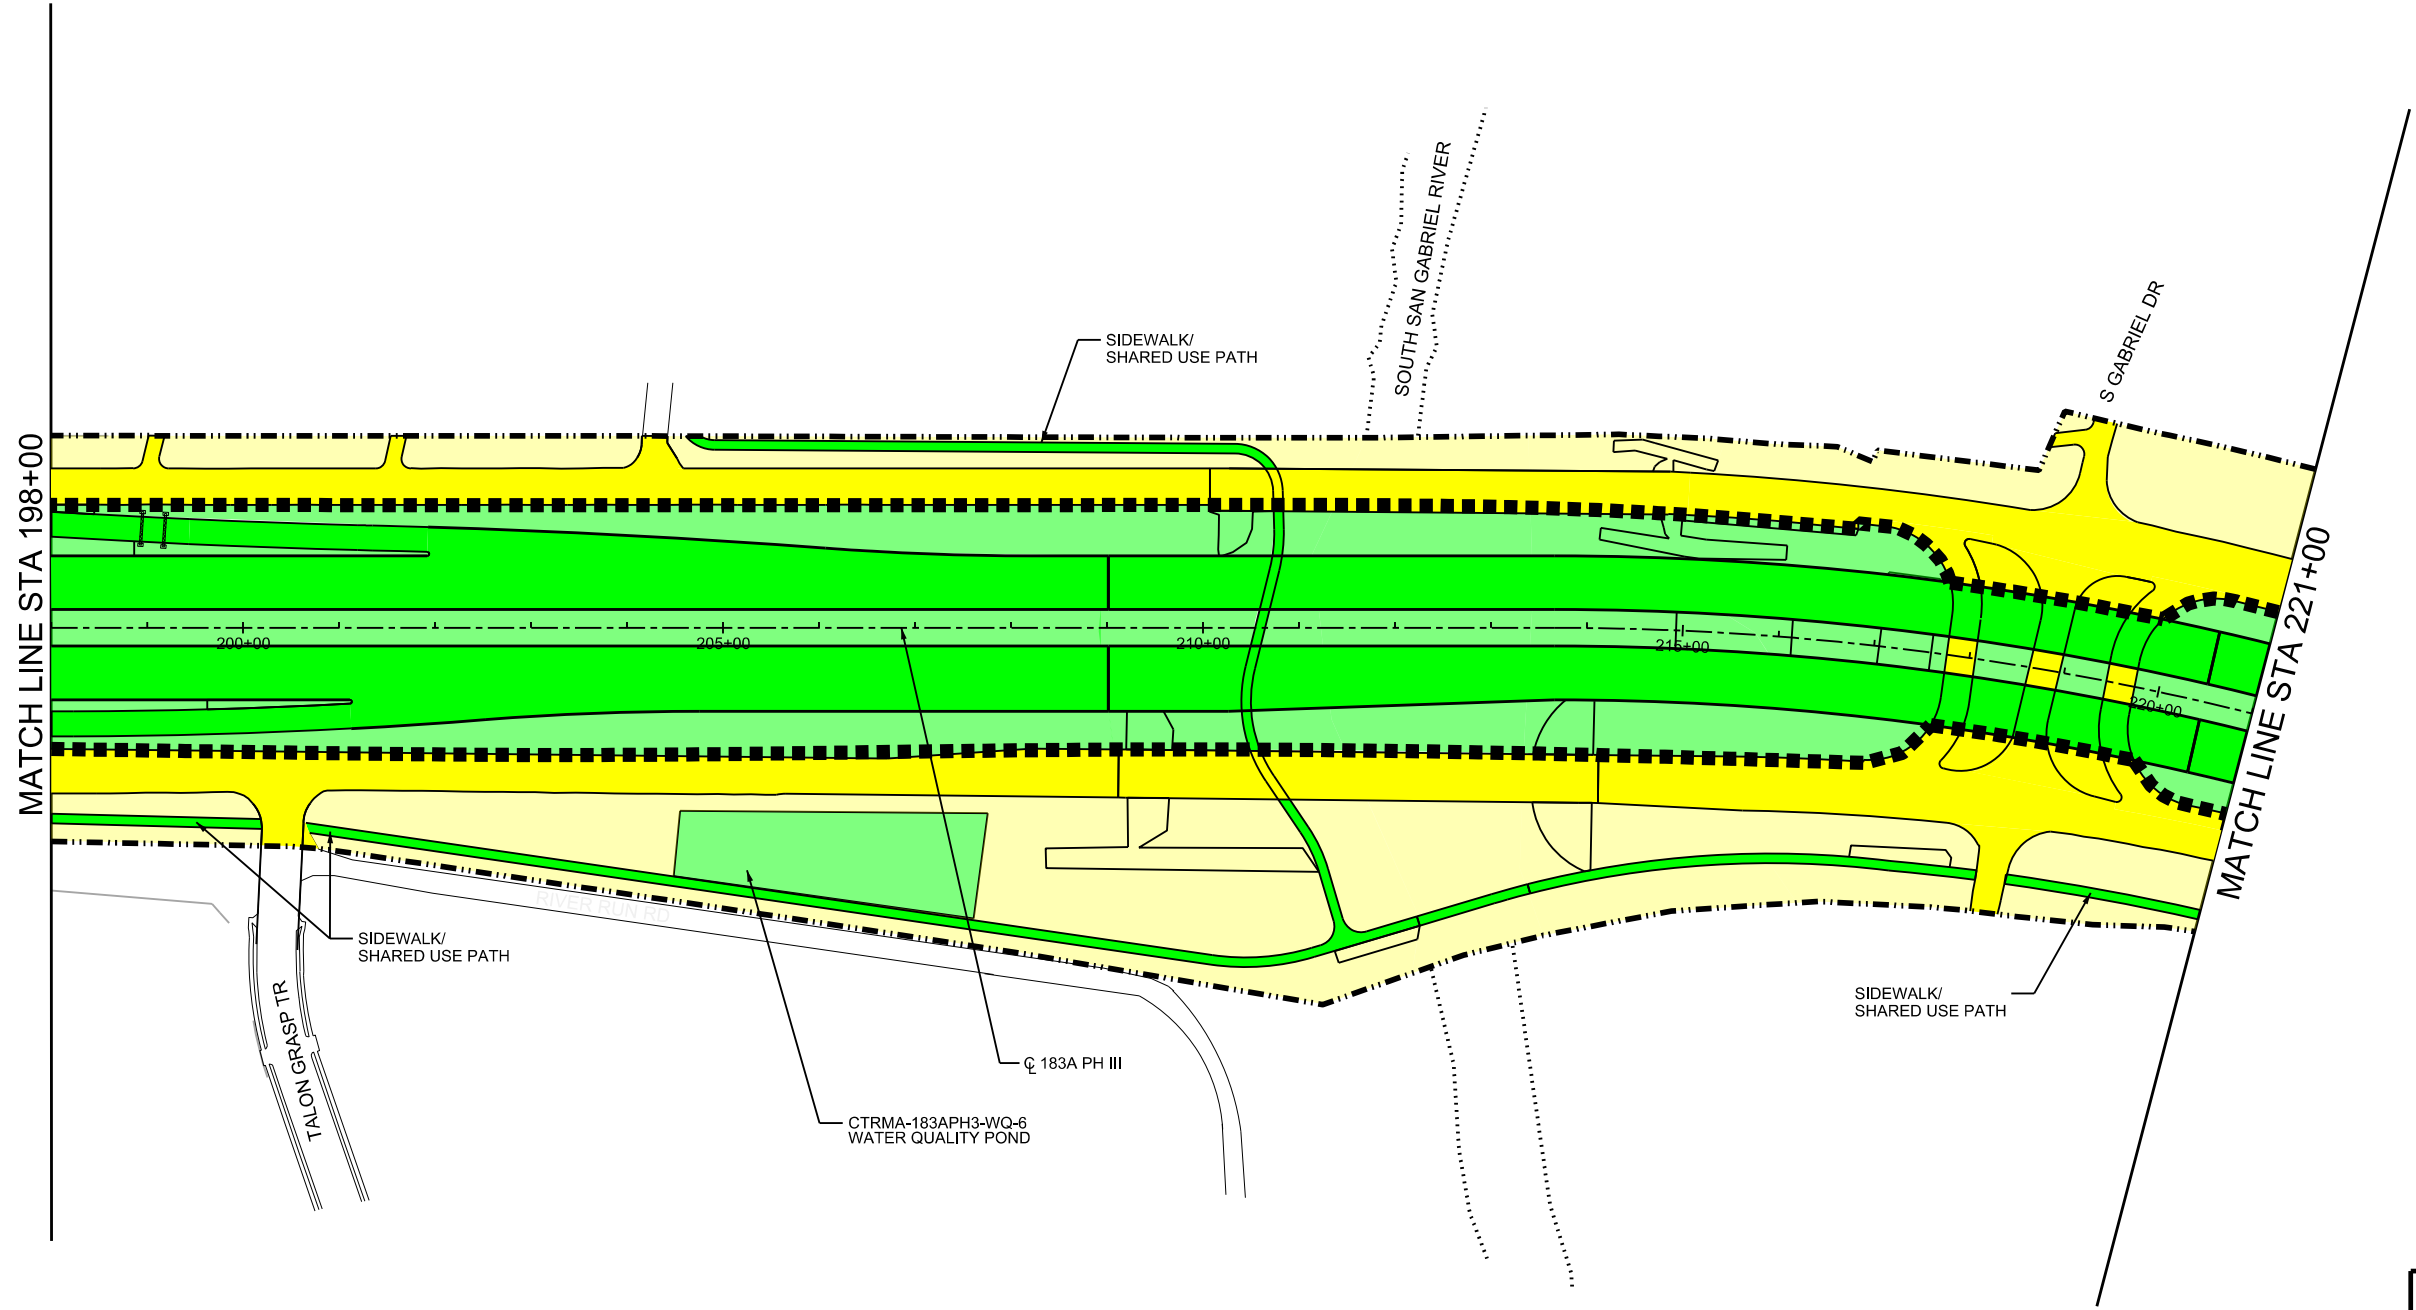 SOUTH SAN GABRIEL RIVER
S GABRIEL DR
SIDEWALK/
SHARED USE PATH
MATCH LINE STA 198+00
MATCH LINE STA 221+00
200+00
205+00
210+00
215+00
220+00
RIVER RUN RD
SIDEWALK/
SHARED USE PATH
TALON GRASP TR
SIDEWALK/
SHARED USE PATH
℄ 183A PH III
CTRMA-183APH3-WQ-6
WATER QUALITY POND